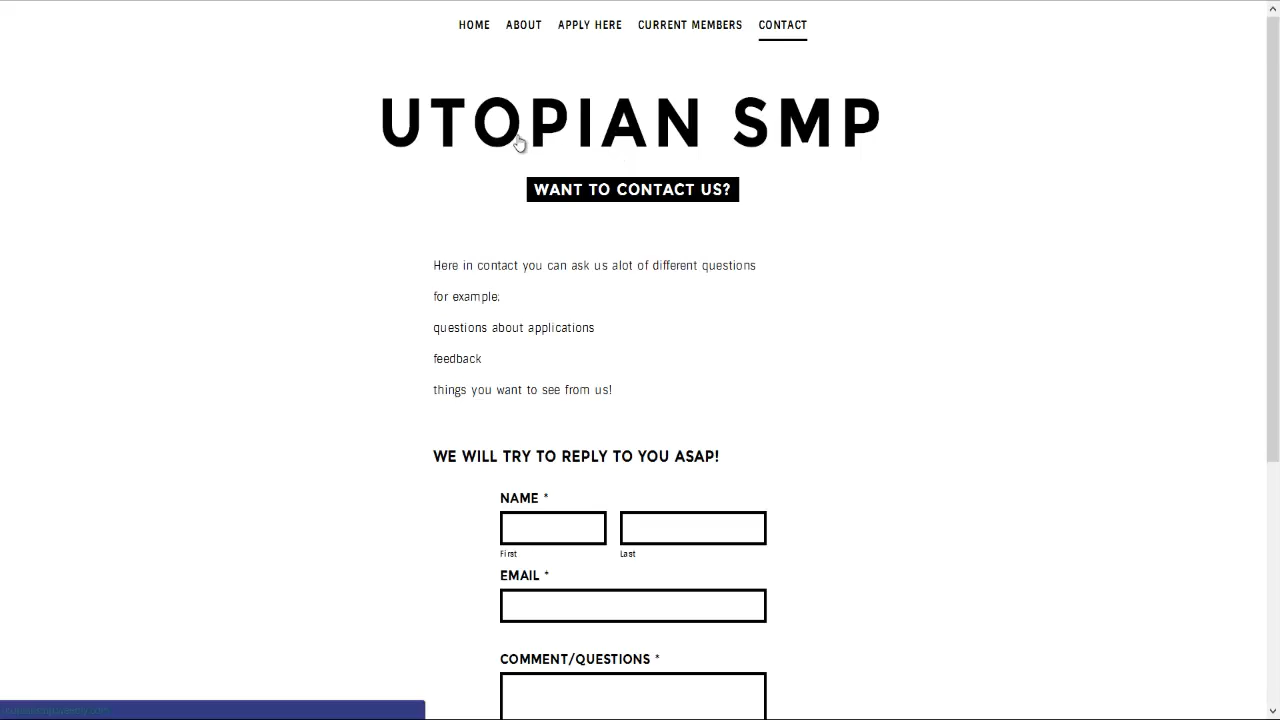 HOME ABOUT APPLY HERE CURRENT MEMBERS CONTACT
UTOPIAN SMP
WANT TO CONTACT US?
Here in contact you can ask us alot of different questions
for example:
questions about applications
feedback
things you want to see from us!
WE WILL TRY TO REPLY TO YOU ASAP!
NAME *
First Last
EMAIL *
COMMENT/QUESTIONS *